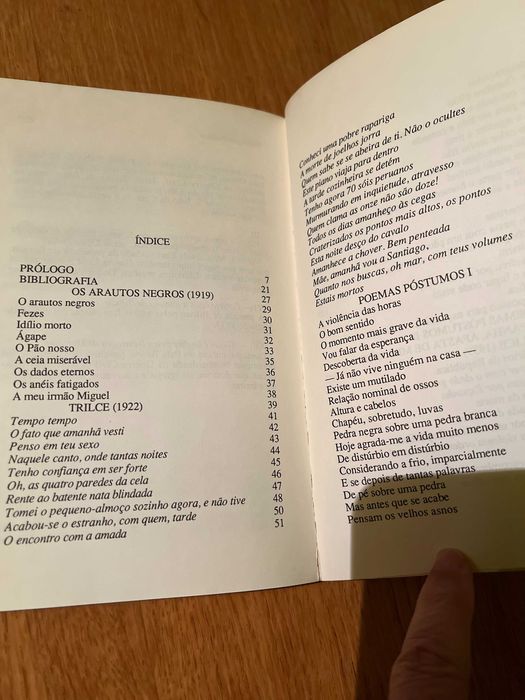 ÍNDICE
PRÓLOGO 7
BIBLIOGRAFIA 21
OS ARAUTOS NEGROS (1919) 27
O arautos negros 29
Fezes 30
Idílio morto 31
Ágape 32
O Pão nosso 33
A ceia miserável 35
Os dados eternos 36
Os anéis fatigados 37
A meu irmão Miguel 38
TRILCE (1922) 39
Tempo tempo 41
O fato que amanhã vesti 42
Penso em teu sexo 43
Naquele canto, onde tantas noites 44
Tenho confiança em ser forte 45
Oh, as quatro paredes da cela 46
Rente ao batente nata blindada 47
Tomei o pequeno-almoço sozinho agora, e não tive 48
Acabou-se o estranho, com quem, tarde 50
O encontro com a amada 51
Conheci uma pobre rapariga
A morte de joelhos jorra
Quem sabe se se abeira de ti. Não o ocultes
Este piano viaja para dentro
A tarde cozinheira se detém
Tenho agora 70 sóis peruanos
Murmurando em inquietude, atravesso
Quem clama as onze não são doze!
Todos os dias amanheço às cegas
Craterizados os pontos mais altos, os pontos
Esta noite desço do cavalo
Amanhece a chover. Bem penteada
Mãe, amanhã vou a Santiago,
Quanto nos buscas, oh mar, com teus volumes
Estais mortos
POEMAS PÓSTUMOS I
A violência das horas
O bom sentido
O momento mais grave da vida
Vou falar da esperança
Descoberta da vida
— Já não vive ninguém na casa —
Existe um mutilado
Relação nominal de ossos
Altura e cabelos
Chapéu, sobretudo, luvas
Pedra negra sobre uma pedra branca
Hoje agrada-me a vida muito menos
De distúrbio em distúrbio
Considerando a frio, imparcialmente
E se depois de tantas palavras
De pé sobre uma pedra
Mas antes que se acabe
Pensam os velhos asnos